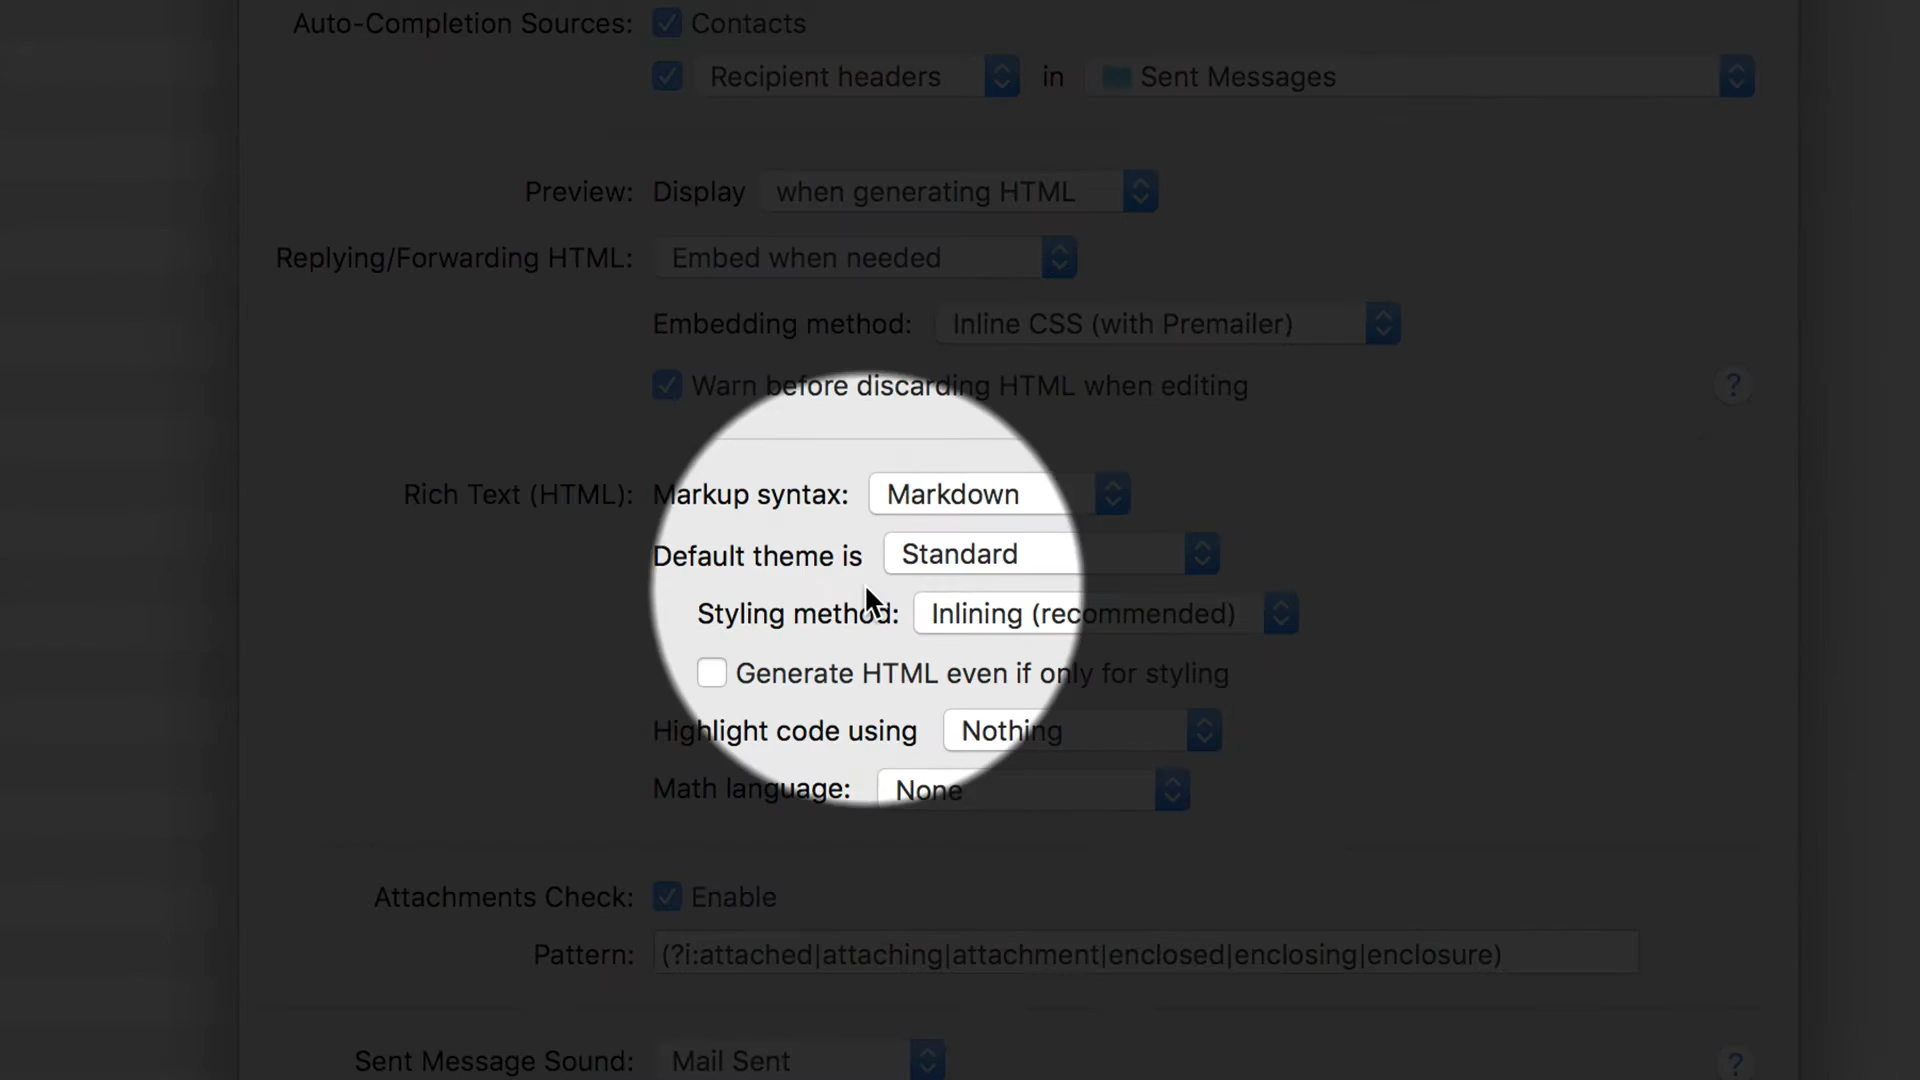 Auto-Completion Sources: Contacts
Recipient headers in Sent Messages
Preview: Display when generating HTML
Replying/Forwarding HTML: Embed when needed
Embedding method: Inline CSS (with Premailer)
Warn before discarding HTML when editing ?
Rich Text (HTML): Markup syntax: Markdown
Default theme is Standard
Styling method: Inlining (recommended)
Generate HTML even if only for styling
Highlight code using Nothing
Math language: None
Attachments Check: Enable
Pattern: (?i:attached|attaching|attachment|enclosed|enclosing|enclosure)
Sent Message Sound: Mail Sent ?